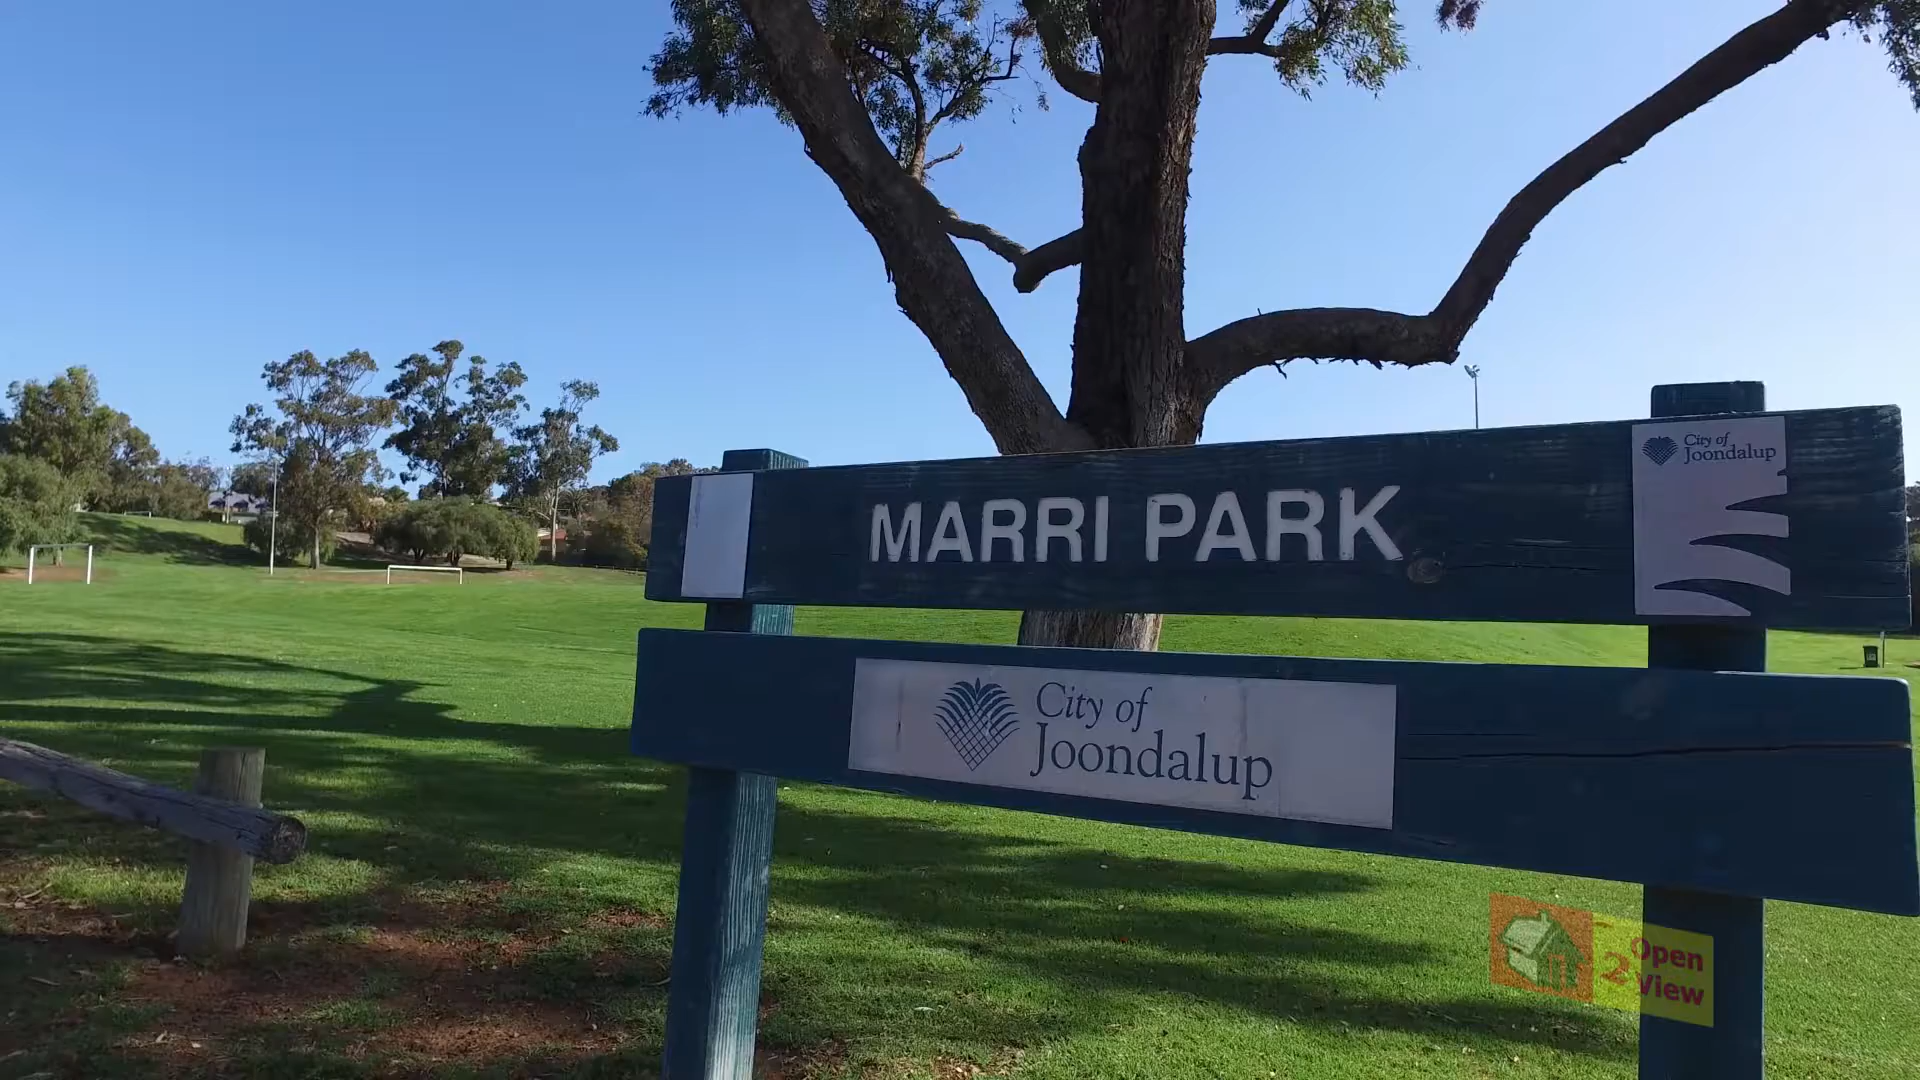 City of
Joondalup
MARRI PARK
City of
Joondalup
Open
2 View